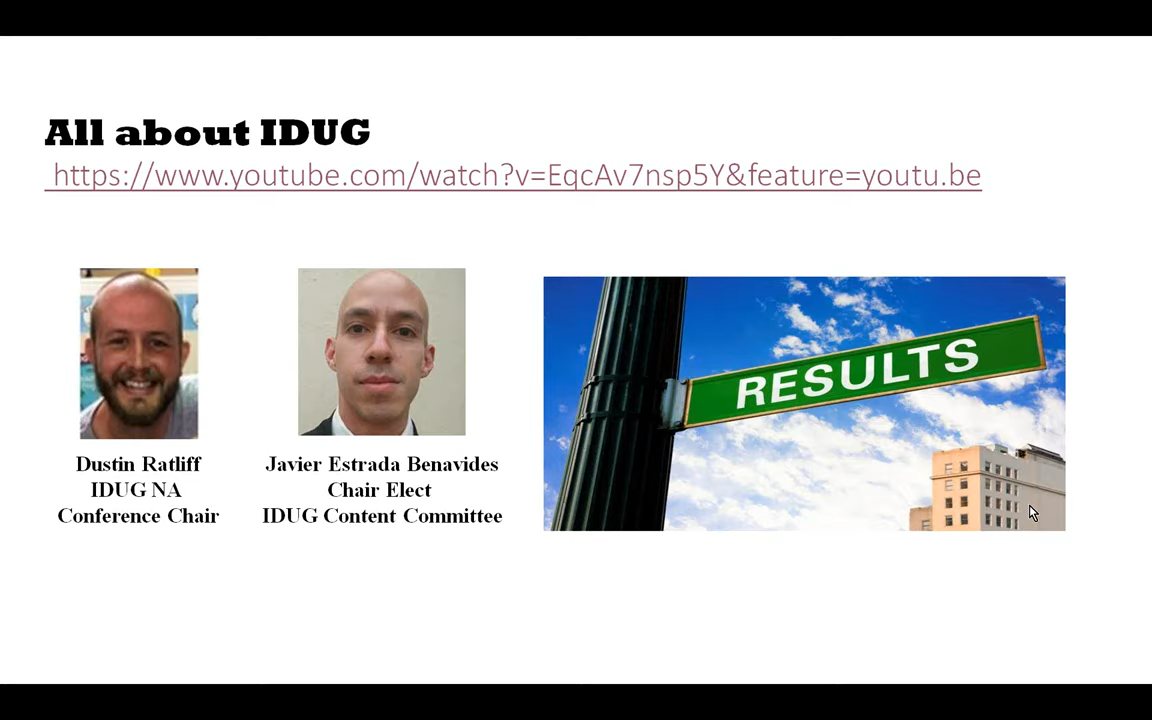 All about IDUG
https://www.youtube.com/watch?v=EqcAv7nsp5Y&feature=youtu.be
RESULTS
Dustin Ratliff
IDUG NA
Conference Chair
Javier Estrada Benavides
Chair Elect
IDUG Content Committee